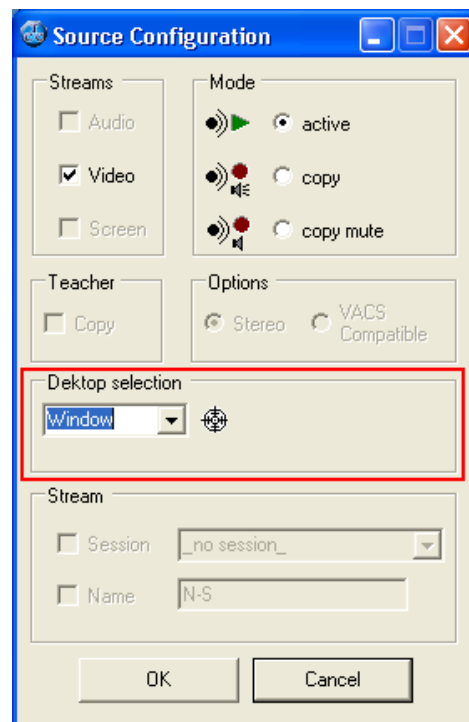 Source Configuration
Streams
Audio
Video
Screen
Mode
active
copy
copy mute
Teacher
Copy
Options
Stereo
VACS
Compatible
Dektop selection
Window
Stream
Session
_no session_
Name
N-S
OK
Cancel